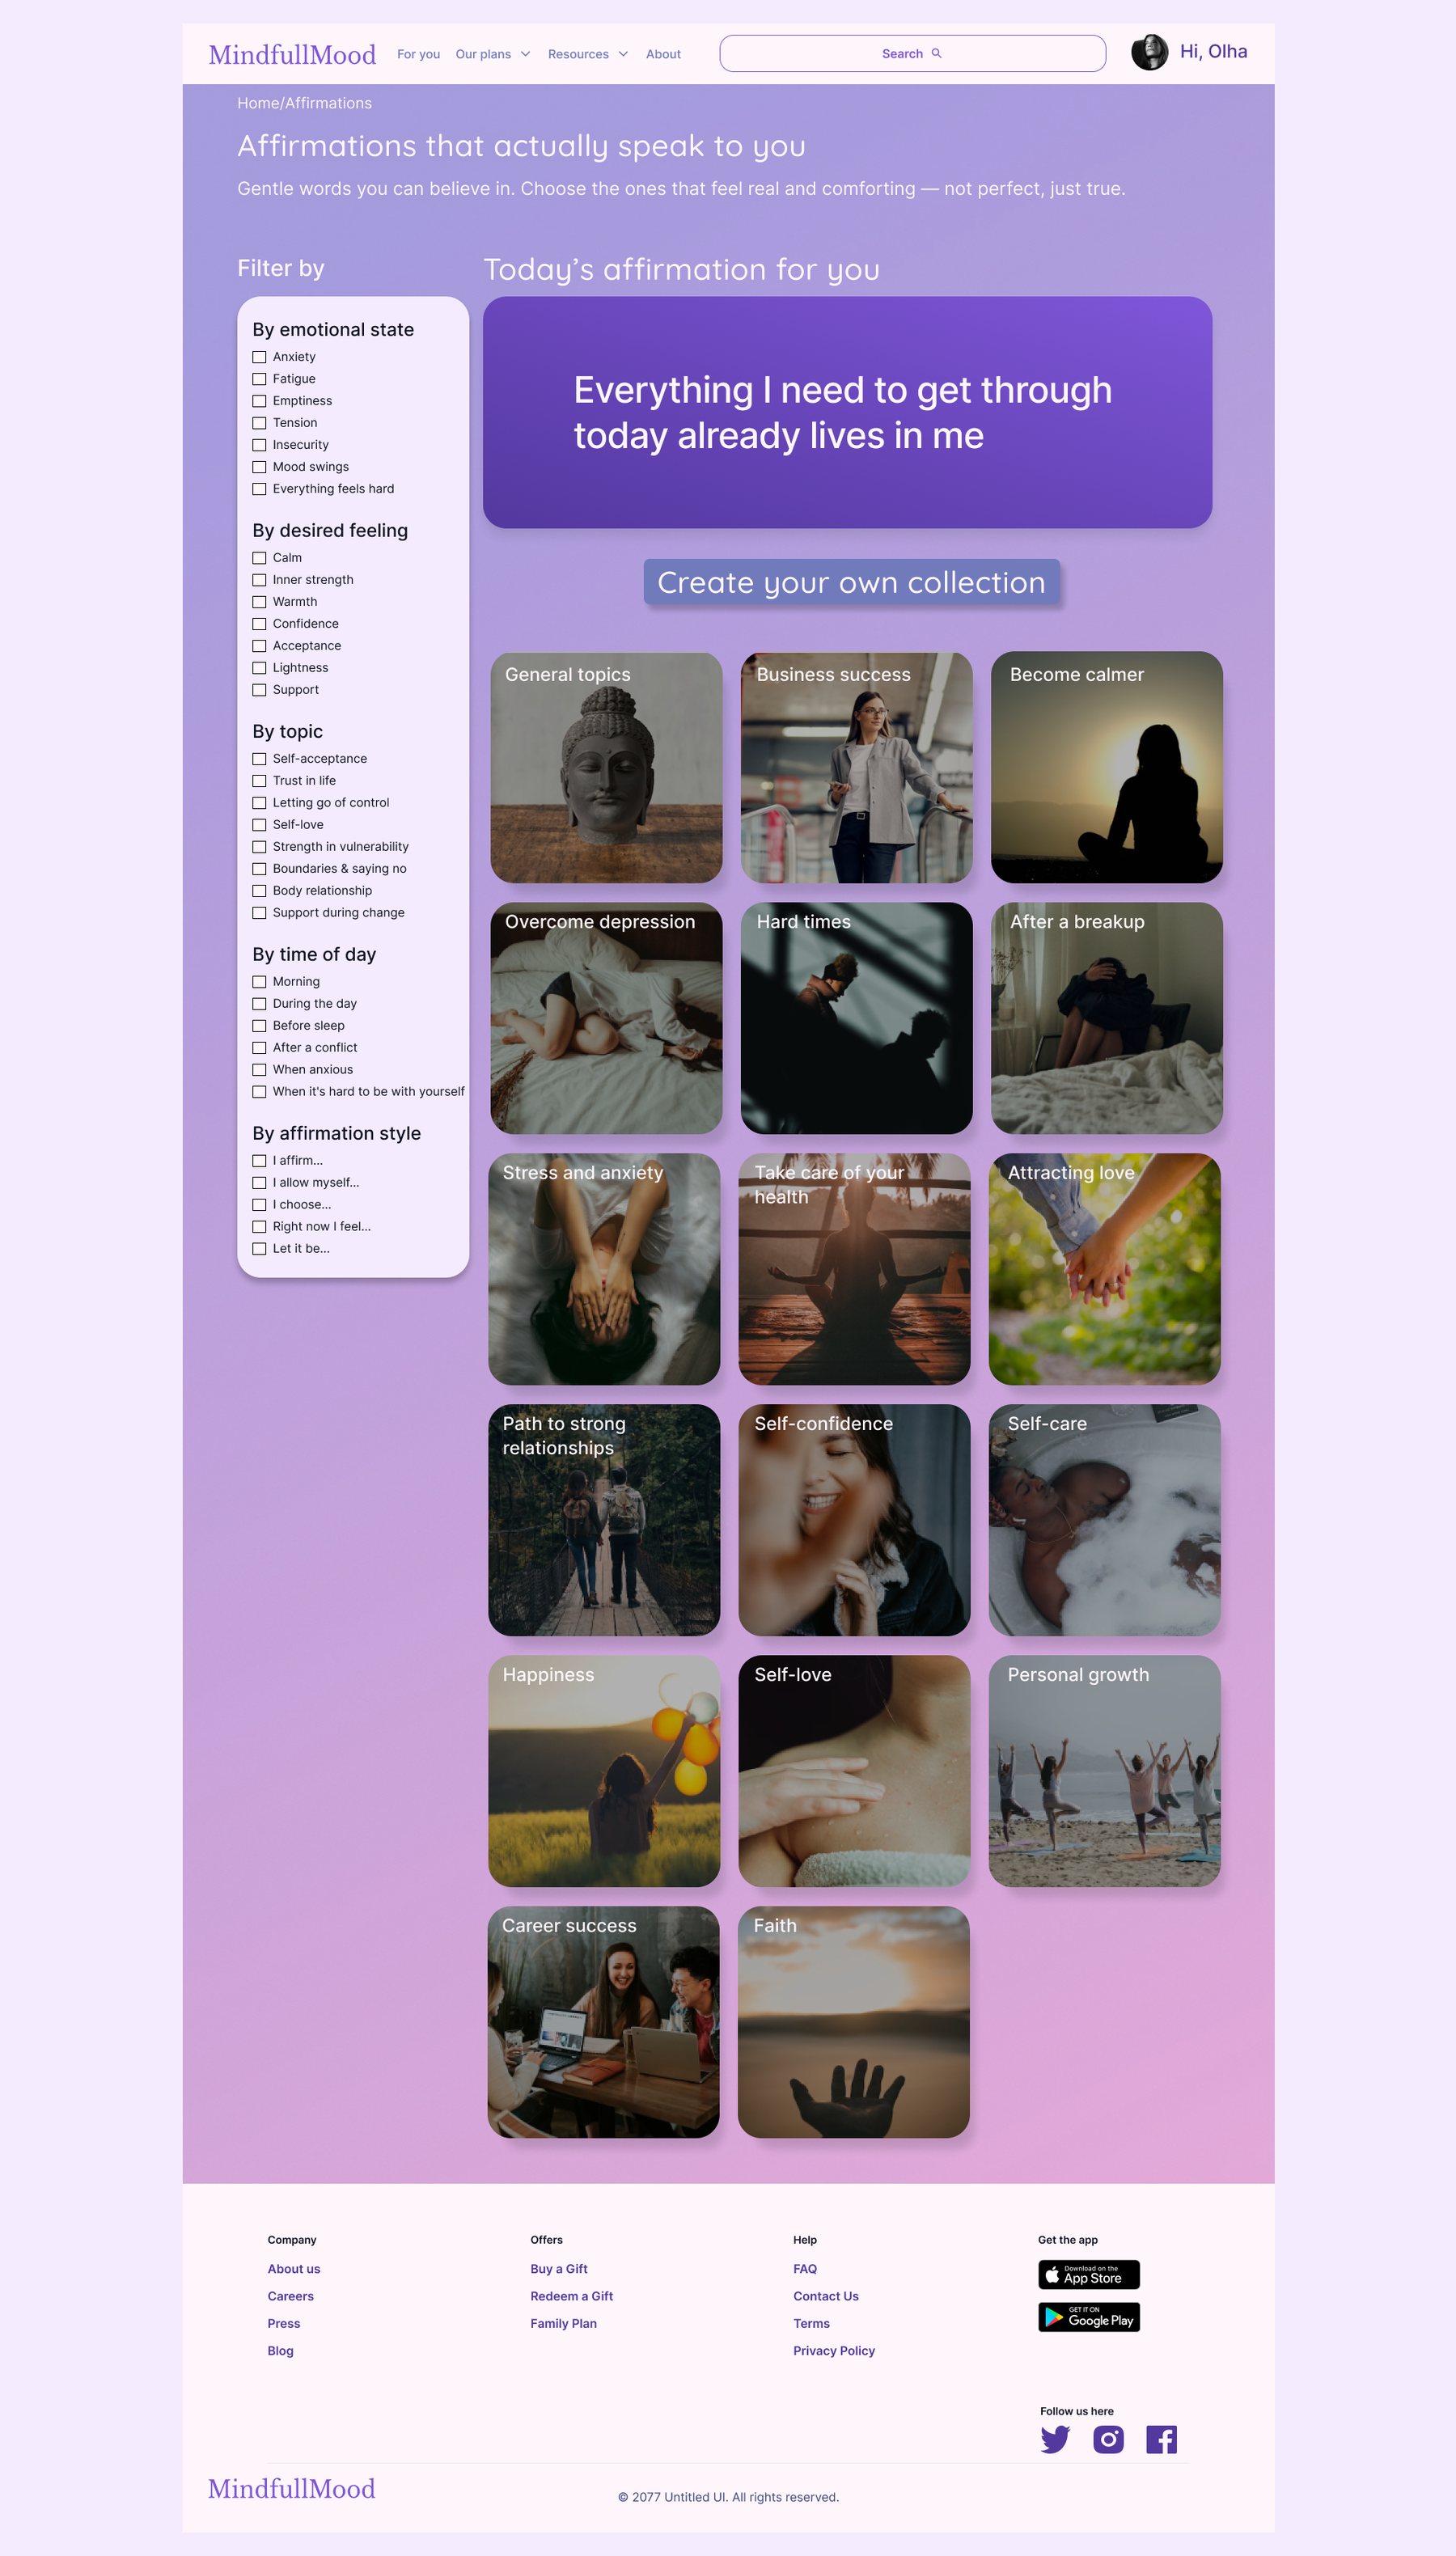 MindfullMood
For you
Our plans
Resources
About
Search
Hi, Olha
Home/Affirmations
Affirmations that actually speak to you
Gentle words you can believe in. Choose the ones that feel real and comforting — not perfect, just true.
Filter by
By emotional state
Anxiety
Fatigue
Emptiness
Tension
Insecurity
Mood swings
Everything feels hard
By desired feeling
Calm
Inner strength
Warmth
Confidence
Acceptance
Lightness
Support
By topic
Self-acceptance
Trust in life
Letting go of control
Self-love
Strength in vulnerability
Boundaries & saying no
Body relationship
Support during change
By time of day
Morning
During the day
Before sleep
After a conflict
When anxious
When it's hard to be with yourself
By affirmation style
I affirm...
I allow myself...
I choose...
Right now I feel...
Let it be...
Today’s affirmation for you
Everything I need to get through
today already lives in me
Create your own collection
General topics
Business success
Become calmer
Overcome depression
Hard times
After a breakup
Stress and anxiety
Take care of your
health
Attracting love
Path to strong
relationships
Self-confidence
Self-care
Happiness
Self-love
Personal growth
Career success
Faith
Company
About us
Careers
Press
Blog
Offers
Buy a Gift
Redeem a Gift
Family Plan
Help
FAQ
Contact Us
Terms
Privacy Policy
Get the app
Download on the
App Store
GET IT ON
Google Play
Follow us here
MindfullMood
© 2077 Untitled UI. All rights reserved.